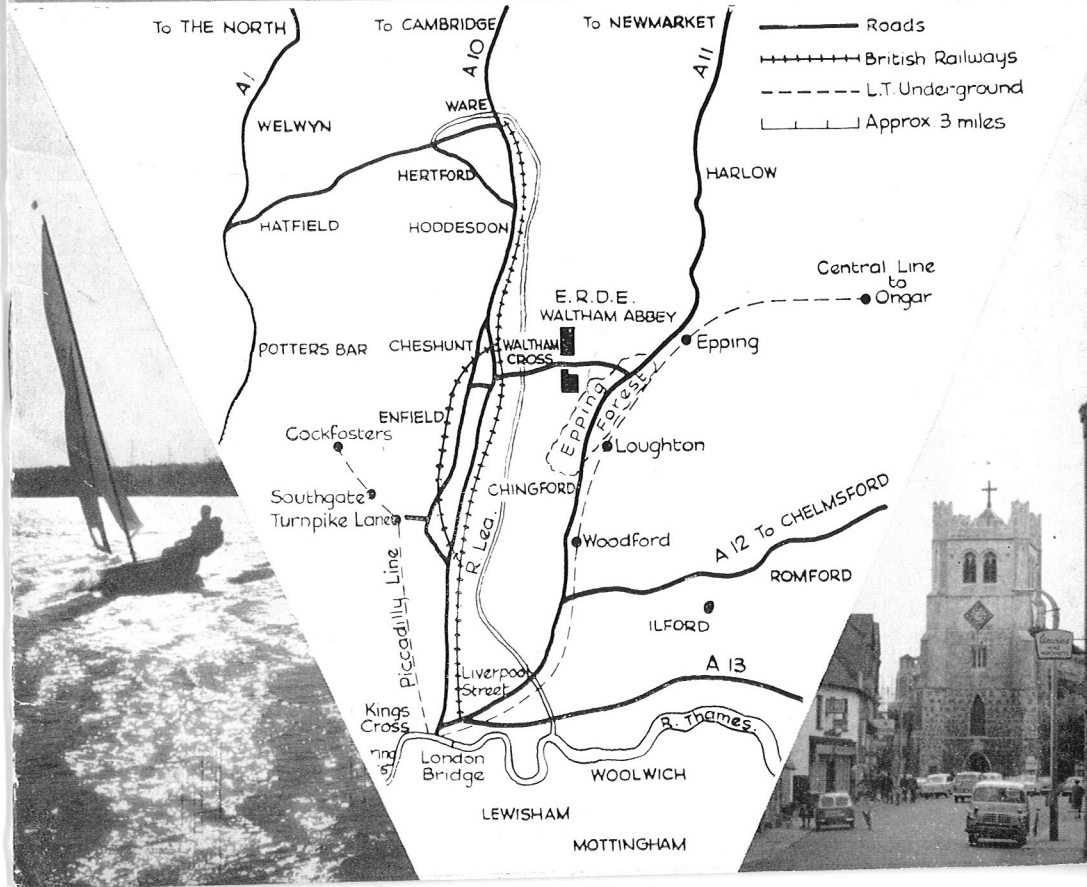 To THE NORTH
To CAMBRIDGE
To NEWMARKET
Roads
British Railways
L.T. Underground
Approx 3 miles
A1
A10
A11
WARE
WELWYN
HERTFORD
HARLOW
HATFIELD
HODDESDON
Central Line
to
Ongar
E.R.D.E.
WALTHAM ABBEY
POTTERS BAR
CHESHUNT
WALTHAM
CROSS
Epping
Epping
Forest
ENFIELD
Cockfosters
Loughton
Southgate
CHINGFORD
Turnpike Lane
R Lea.
Woodford
A 12 To CHELMSFORD
ROMFORD
Piccadilly Line
ILFORD
A 13
Liverpool
Street
Kings
Cross
R. Thames.
London
Bridge
WOOLWICH
LEWISHAM
MOTTINGHAM